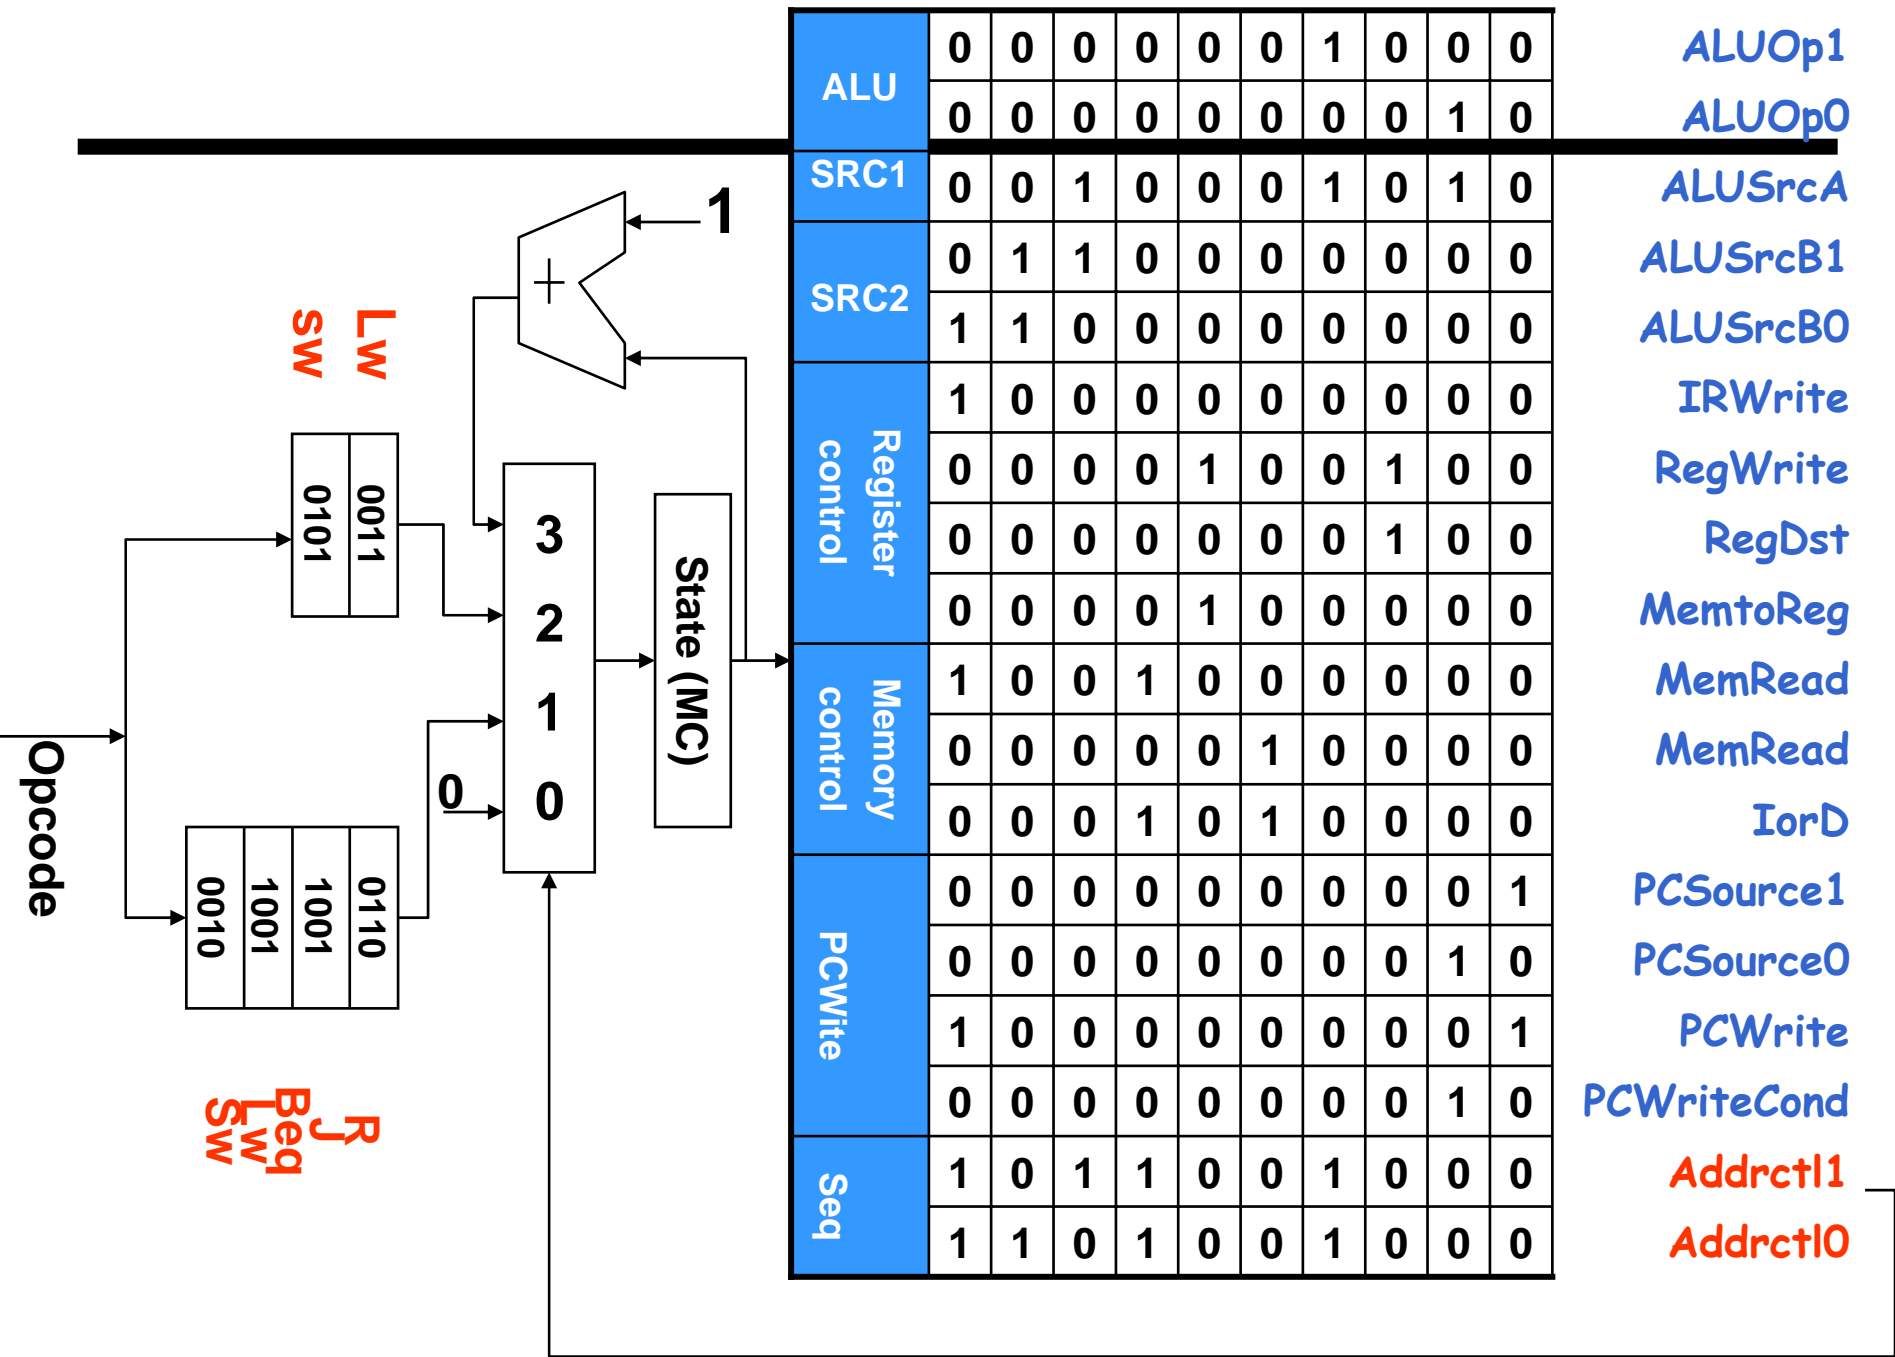 ALU
0 0 0 0 0 0 1 0 0 0 ALUOp1
0 0 0 0 0 0 0 0 1 0 ALUOp0
SRC1
0 0 1 0 0 0 1 0 1 0 ALUSrcA
SRC2
0 1 1 0 0 0 0 0 0 0 ALUSrcB1
1 1 0 0 0 0 0 0 0 0 ALUSrcB0
Register
control
1 0 0 0 0 0 0 0 0 0 IRWrite
0 0 0 0 1 0 0 1 0 0 RegWrite
0 0 0 0 0 0 0 1 0 0 RegDst
0 0 0 0 1 0 0 0 0 0 MemtoReg
Memory
control
1 0 0 1 0 0 0 0 0 0 MemRead
0 0 0 0 0 1 0 0 0 0 MemRead
0 0 0 1 0 1 0 0 0 0 IorD
PCWite
0 0 0 0 0 0 0 0 0 1 PCSource1
0 0 0 0 0 0 0 0 1 0 PCSource0
1 0 0 0 0 0 0 0 0 1 PCWrite
0 0 0 0 0 0 0 0 1 0 PCWriteCond
Seq
1 0 1 1 0 0 1 0 0 0 Addrctl1
1 1 0 1 0 0 1 0 0 0 Addrctl0
1
+
Lw
sw
0011
0101
3
2
1
0
0
State (MC)
Opcode
0110
1001
1001
0010
R
J
Beq
Lw
Sw